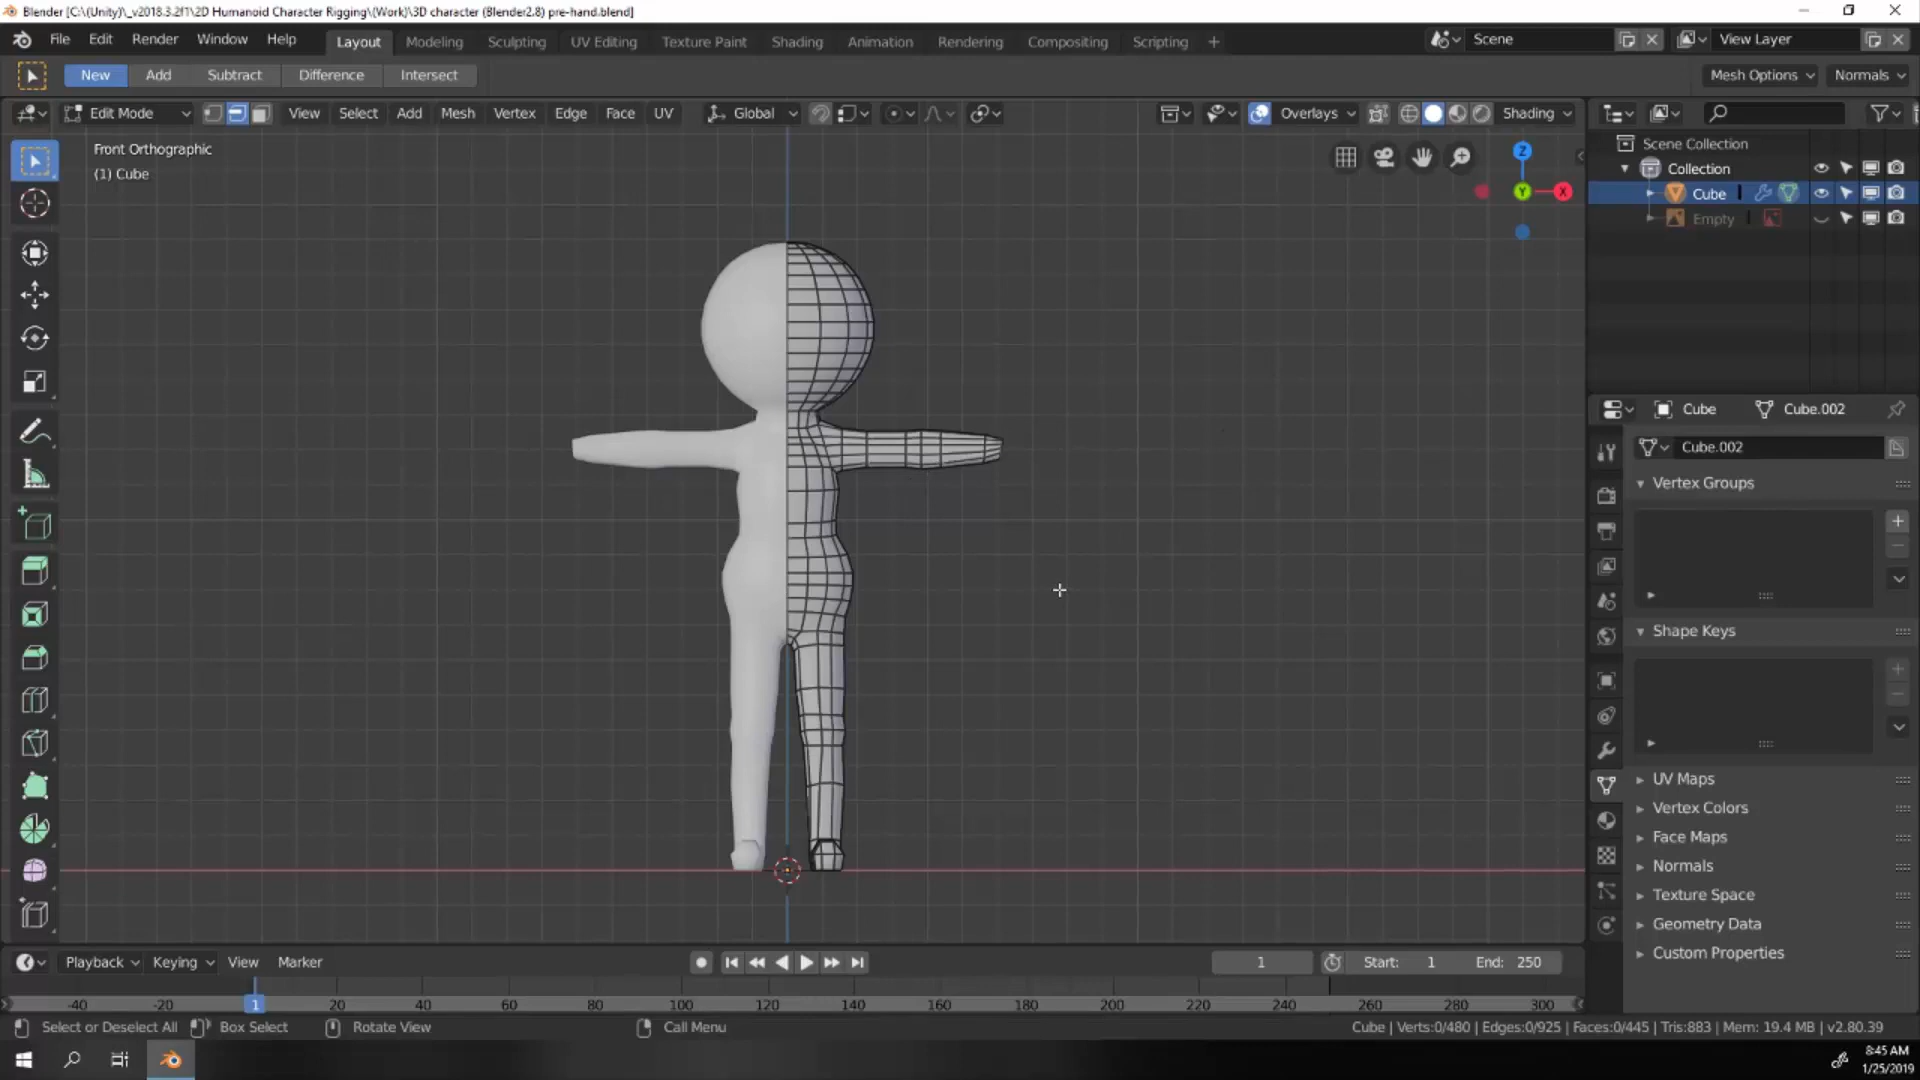 Blender [C:\(Unity)\_v2018.3.2f1\2D Humanoid Character Rigging\(Work)\3D character (Blender2.8) pre-hand.blend]
File Edit Render Window Help Layout Modeling Sculpting UV Editing Texture Paint Shading Animation Rendering Compositing Scripting + Scene View Layer
New Add Subtract Difference Intersect Mesh Options Normals
Edit Mode View Select Add Mesh Vertex Edge Face UV Global Overlays Shading
Front Orthographic
(1) Cube
Z
Y
X
Scene Collection
Collection
Cube
Empty
Cube Cube.002
Cube.002
Vertex Groups
Shape Keys
UV Maps
Vertex Colors
Face Maps
Normals
Texture Space
Geometry Data
Custom Properties
Playback Keying View Marker 1 Start: 1 End: 250
-40 -20 1 20 40 60 80 100 120 140 160 180 200 220 240 260 280 300
Select or Deselect All Box Select Rotate View Call Menu Cube | Verts:0/480 | Edges:0/925 | Faces:0/445 | Tris:883 | Mem: 19.4 MB | v2.80.39
8:45 AM
1/25/2019